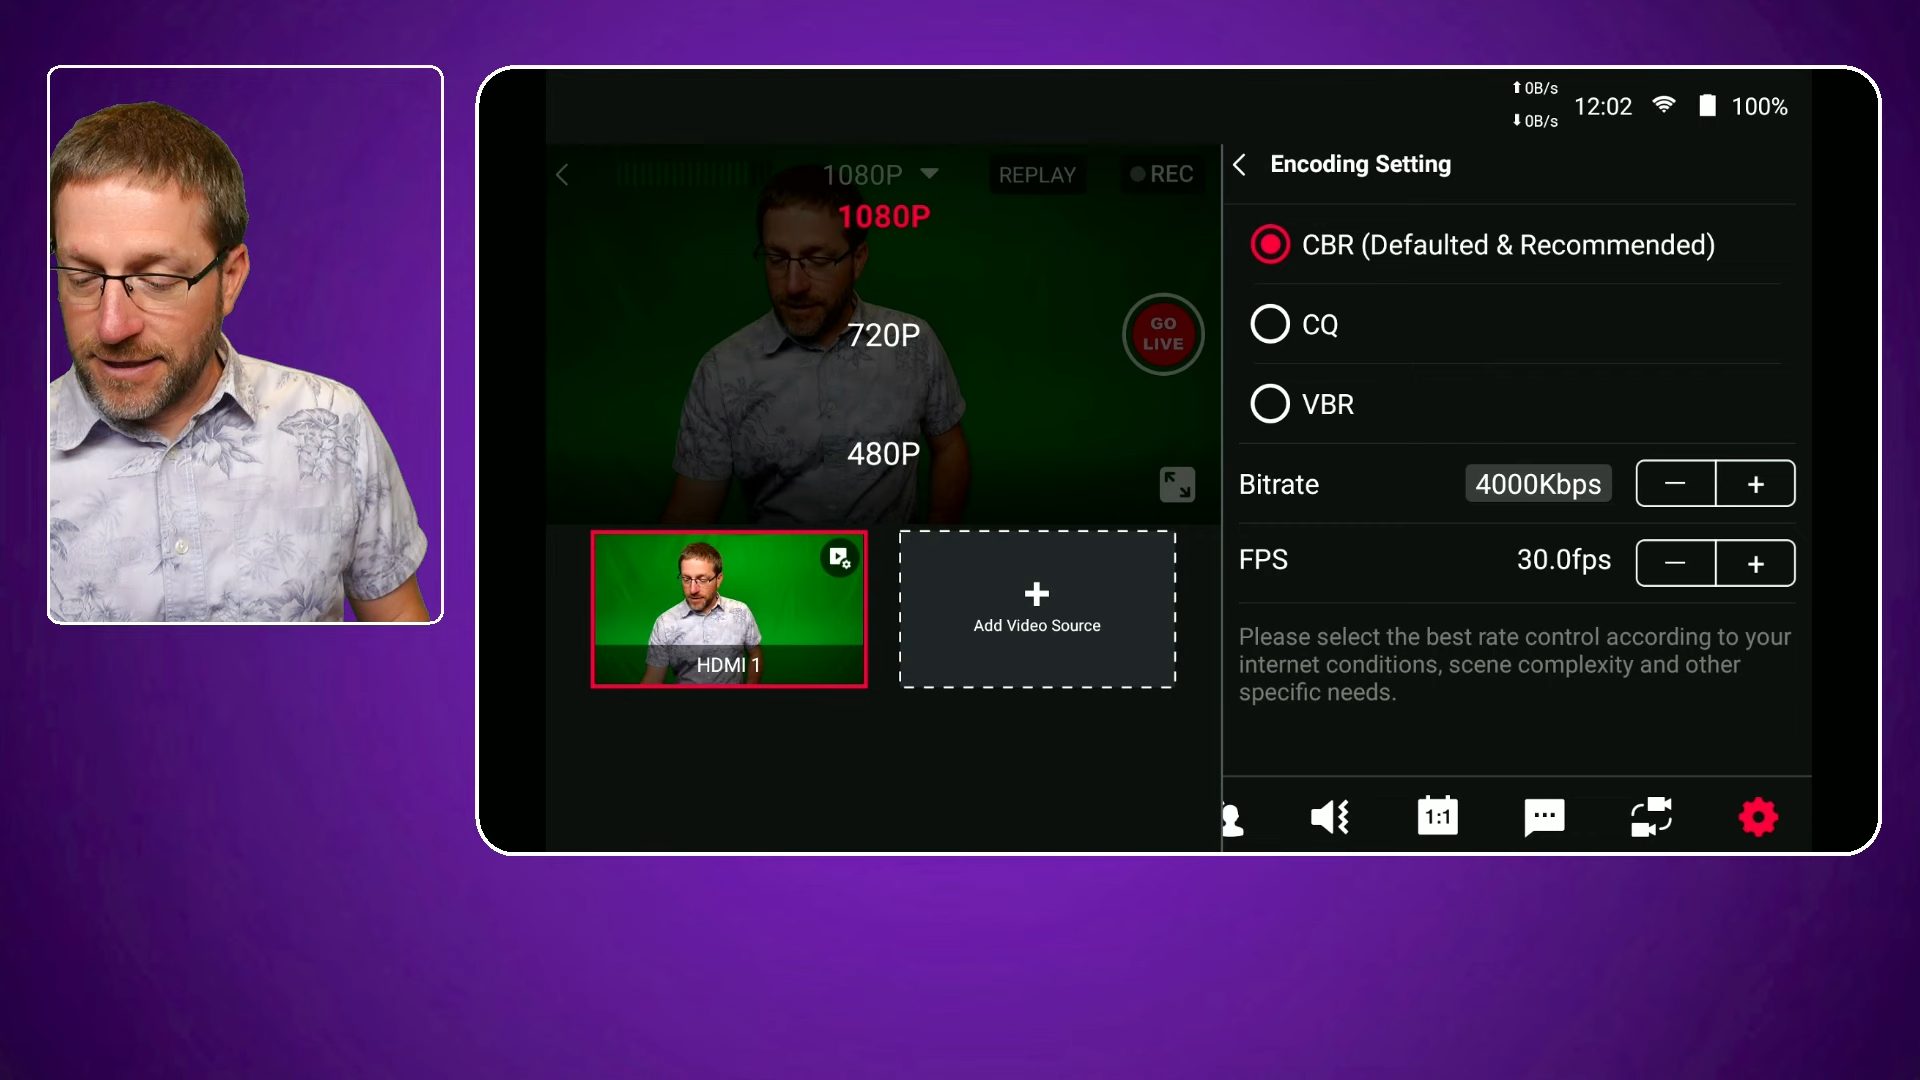 0B/s
0B/s
12:02
100%
1080P
REPLAY
REC
1080P
720P
480P
GO
LIVE
HDMI 1
Add Video Source
Encoding Setting
CBR (Defaulted & Recommended)
CQ
VBR
Bitrate 4000Kbps − +
FPS 30.0fps − +
Please select the best rate control according to your
internet conditions, scene complexity and other
specific needs.
1:1